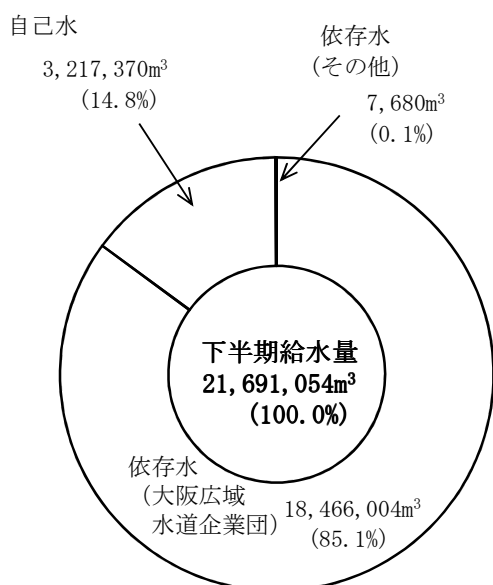 自己水
3,217,370m³
(14.8%)
依存水
（その他）
7,680m³
(0.1%)
下半期給水量
21,691,054m³
(100.0%)
依存水
（大阪広域
水道企業団）
18,466,004m³
(85.1%)